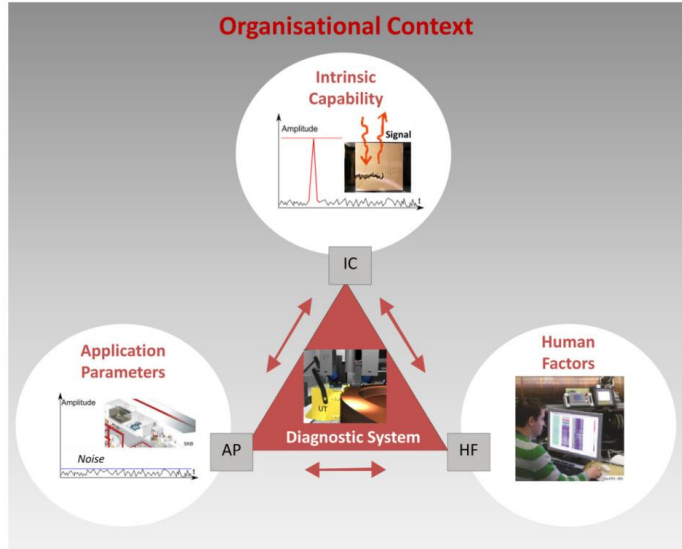 Organisational Context
Intrinsic
Capability
Amplitude
Signal
t
IC
Application
Parameters
Amplitude
SKB
Noise
t
AP
UT
Diagnostic System
HF
Human
Factors